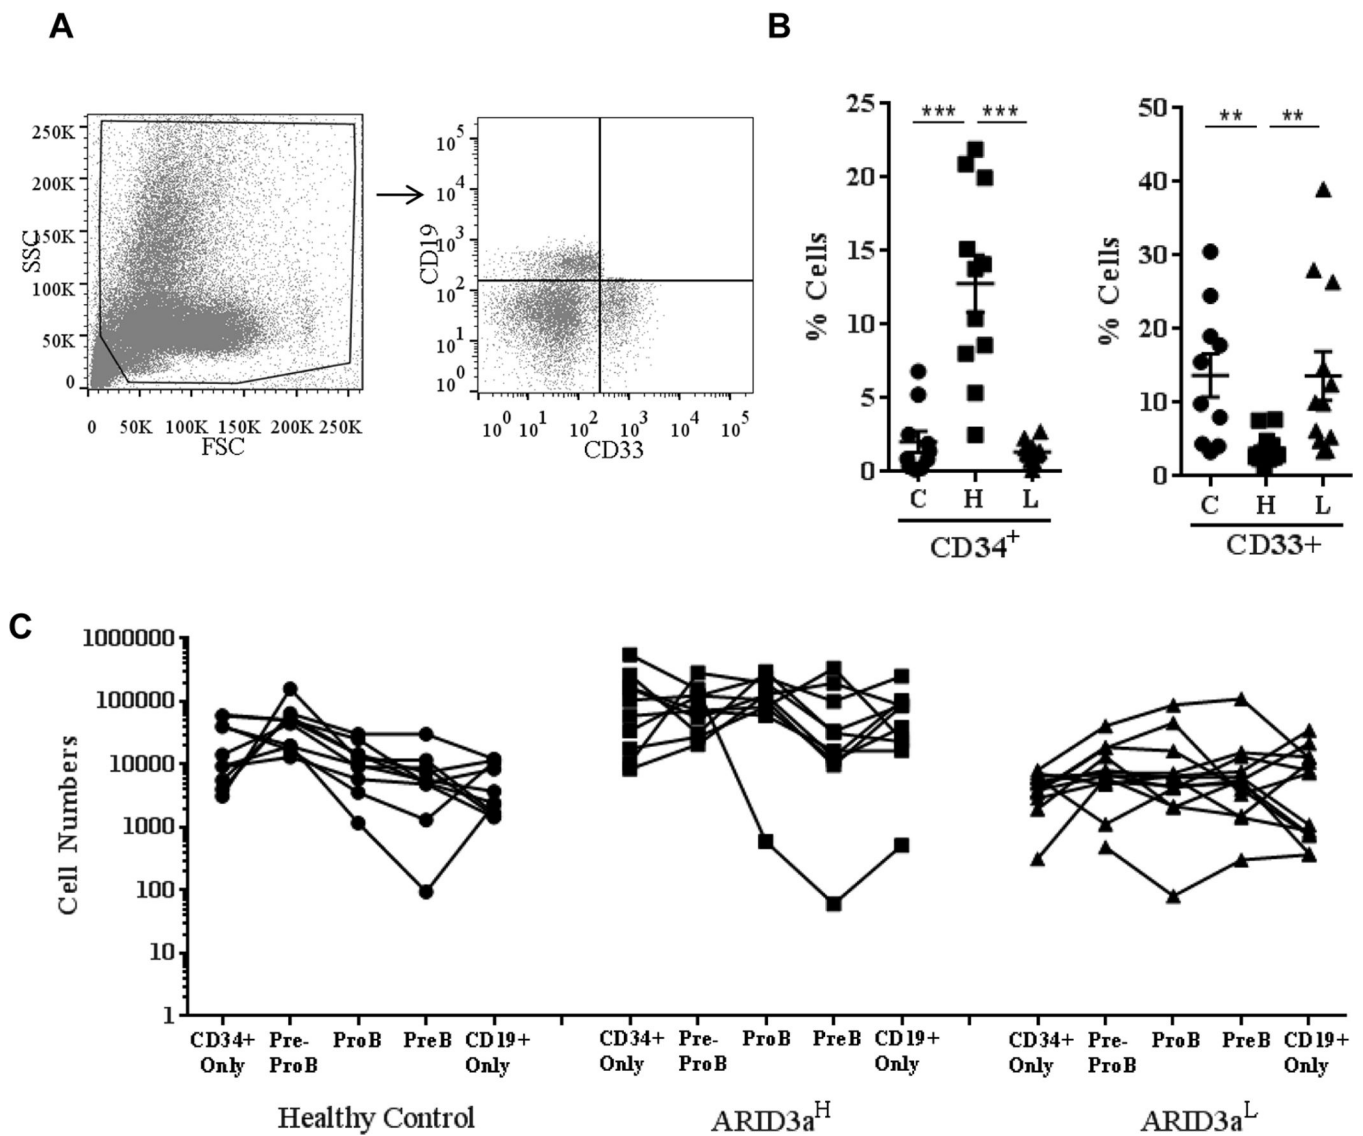 A
B
250K
200K
150K
100K
50K
0
SSC
0 50K 100K 150K 200K 250K
FSC
10^5
10^4
10^3
10^2
10^1
10^0
CD19
10^0 10^1 10^2 10^3 10^4 10^5
CD33
25
20
15
10
5
0
% Cells
*** ***
C H L
CD34^+
50
40
30
20
10
0
% Cells
** **
C H L
CD33+
C
1000000
100000
10000
1000
100
10
1
Cell Numbers
CD34+ Pre- ProB PreB CD19+ CD34+ Pre- ProB PreB CD19+ CD34+ Pre- ProB PreB CD19+
Only ProB Only Only ProB Only Only ProB Only
Healthy Control ARID3a^H ARID3a^L